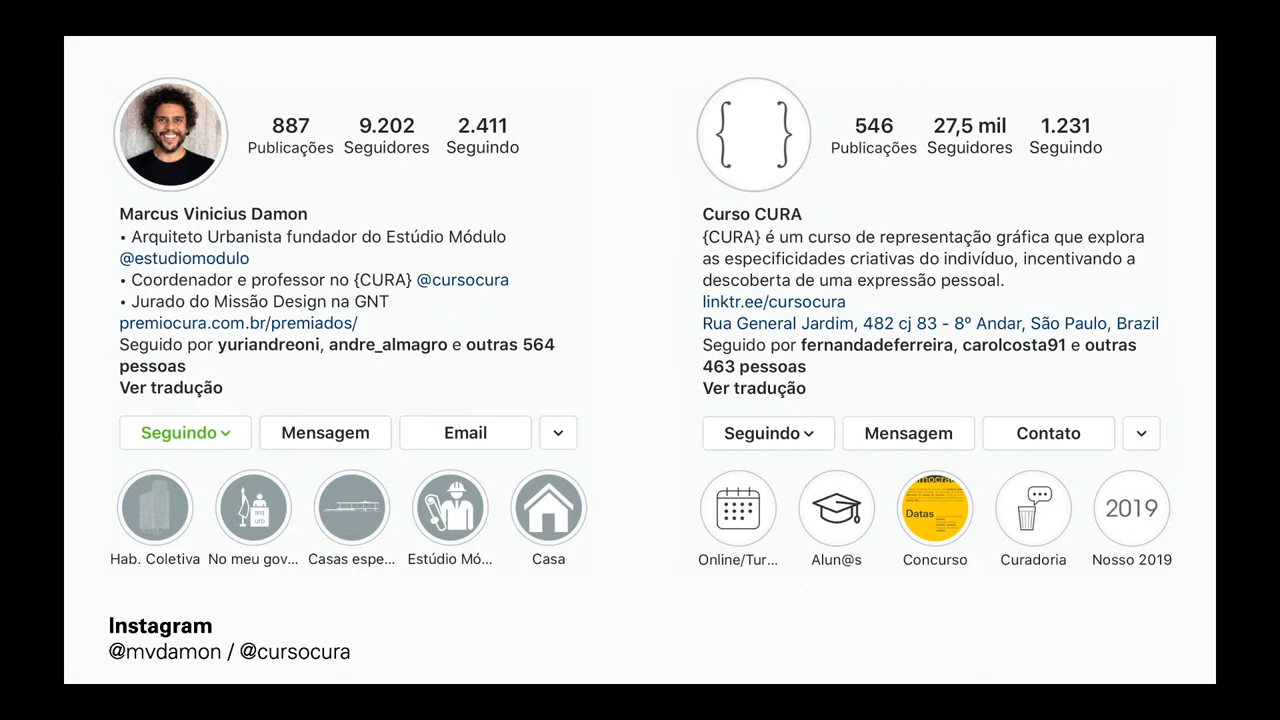 887
Publicações
9.202
Seguidores
2.411
Seguindo
Marcus Vinicius Damon
• Arquiteto Urbanista fundador do Estúdio Módulo
@estudiomodulo
• Coordenador e professor no {CURA} @cursocura
• Jurado do Missão Design na GNT
premiocura.com.br/premiados/
Seguido por yuriandreoni, andre_almagro e outras 564
pessoas
Ver tradução
Seguindo
Mensagem
Email
arq
urb
Hab. Coletiva
No meu gov...
Casas espe...
Estúdio Mó...
Casa
{ }
546
Publicações
27,5 mil
Seguidores
1.231
Seguindo
Curso CURA
{CURA} é um curso de representação gráfica que explora
as especificidades criativas do indivíduo, incentivando a
descoberta de uma expressão pessoal.
linktr.ee/cursocura
Rua General Jardim, 482 cj 83 - 8º Andar, São Paulo, Brazil
Seguido por fernandadeferreira, carolcosta91 e outras
463 pessoas
Ver tradução
Seguindo
Mensagem
Contato
Datas
2019
Online/Tur...
Alun@s
Concurso
Curadoria
Nosso 2019
Instagram
@mvdamon / @cursocura